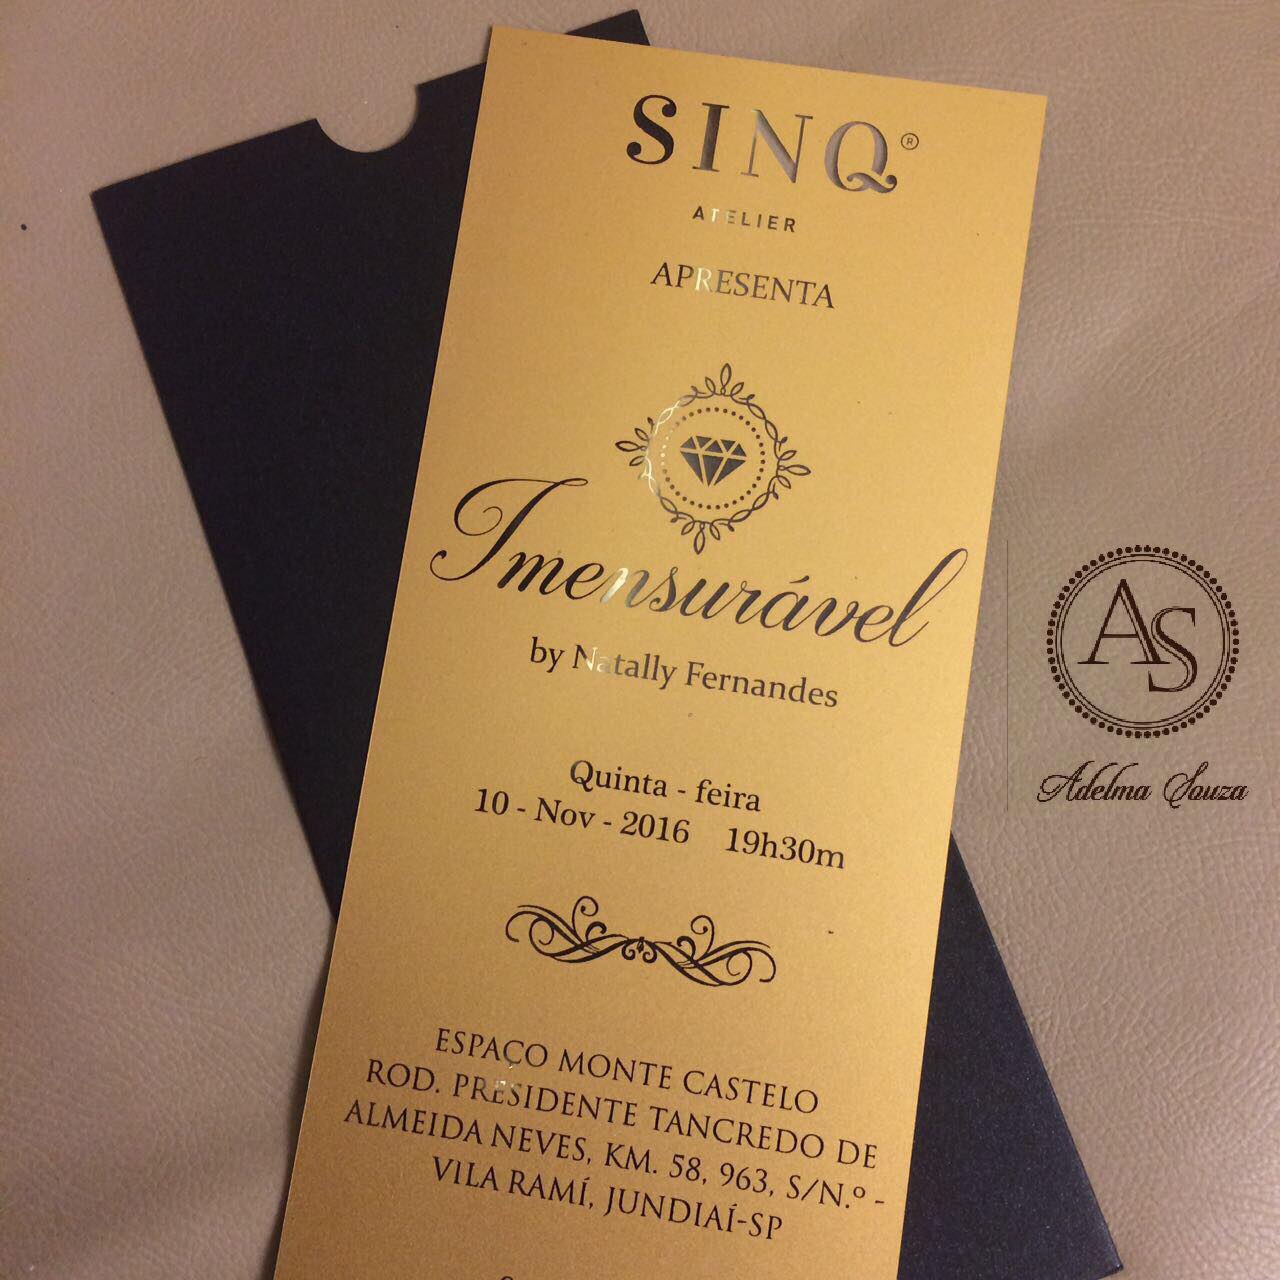 SINQ®
ATELIER
APRESENTA
Imensurável
by Natally Fernandes
Quinta - feira
10 - Nov - 2016 19h30m
ESPAÇO MONTE CASTELO
ROD. PRESIDENTE TANCREDO DE
ALMEIDA NEVES, KM. 58, 963, S/N.º -
VILA RAMÍ, JUNDIAÍ-SP
AS
Adelma Souza